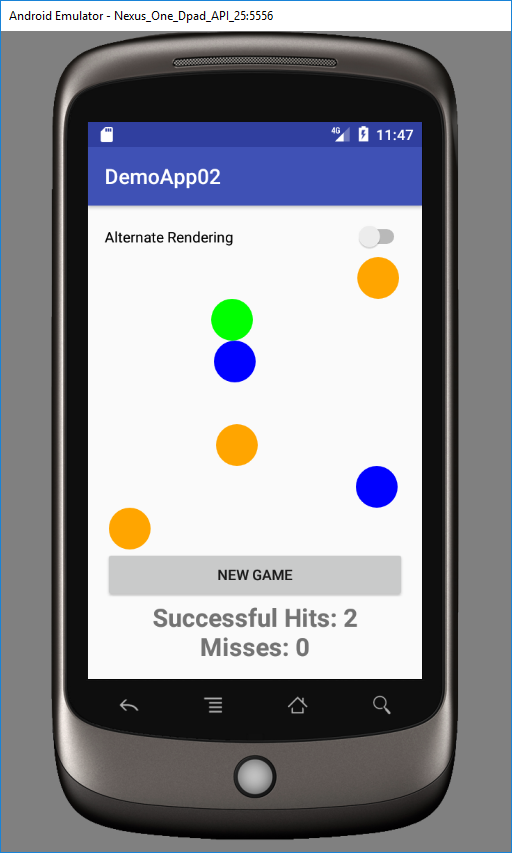 Android Emulator - Nexus_One_Dpad_API_25:5556
4G 11:47
DemoApp02
Alternate Rendering
NEW GAME
Successful Hits: 2
Misses: 0